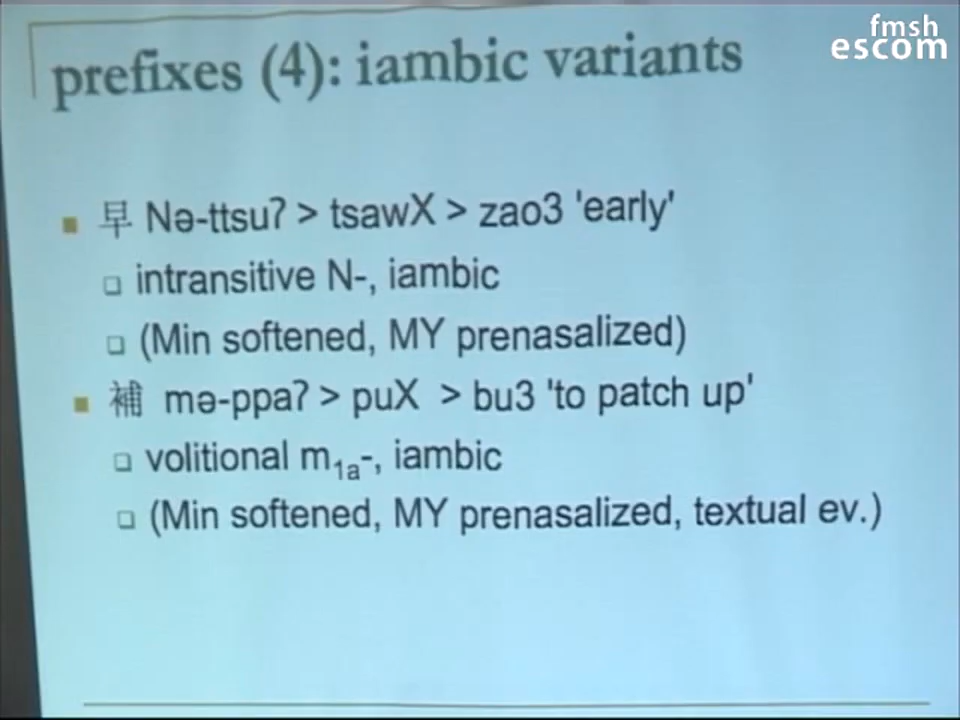 fmsh
escom
prefixes (4): iambic variants
早 Nə-ttsuʔ > tsawX > zao3 'early'
intransitive N-, iambic
(Min softened, MY prenasalized)
補 mə-ppaʔ > puX > bu3 'to patch up'
volitional m1a-, iambic
(Min softened, MY prenasalized, textual ev.)